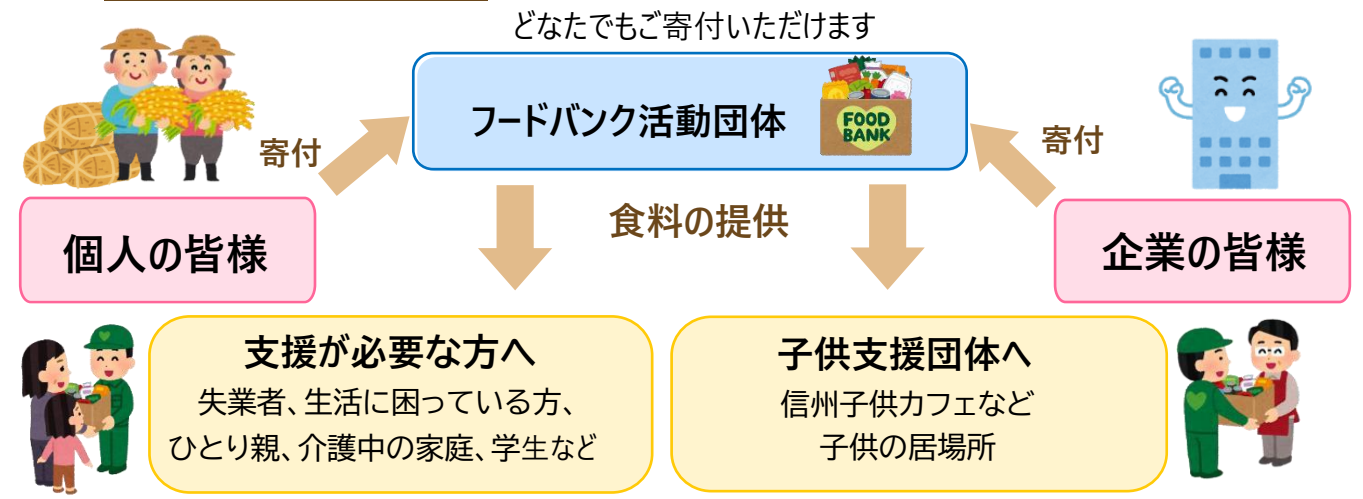 どなたでもご寄付いただけます
フードバンク活動団体
FOOD
BANK
寄付
寄付
食料の提供
個人の皆様
企業の皆様
支援が必要な方へ
失業者、生活に困っている方、
ひとり親、介護中の家庭、学生など
子供支援団体へ
信州子供カフェなど
子供の居場所